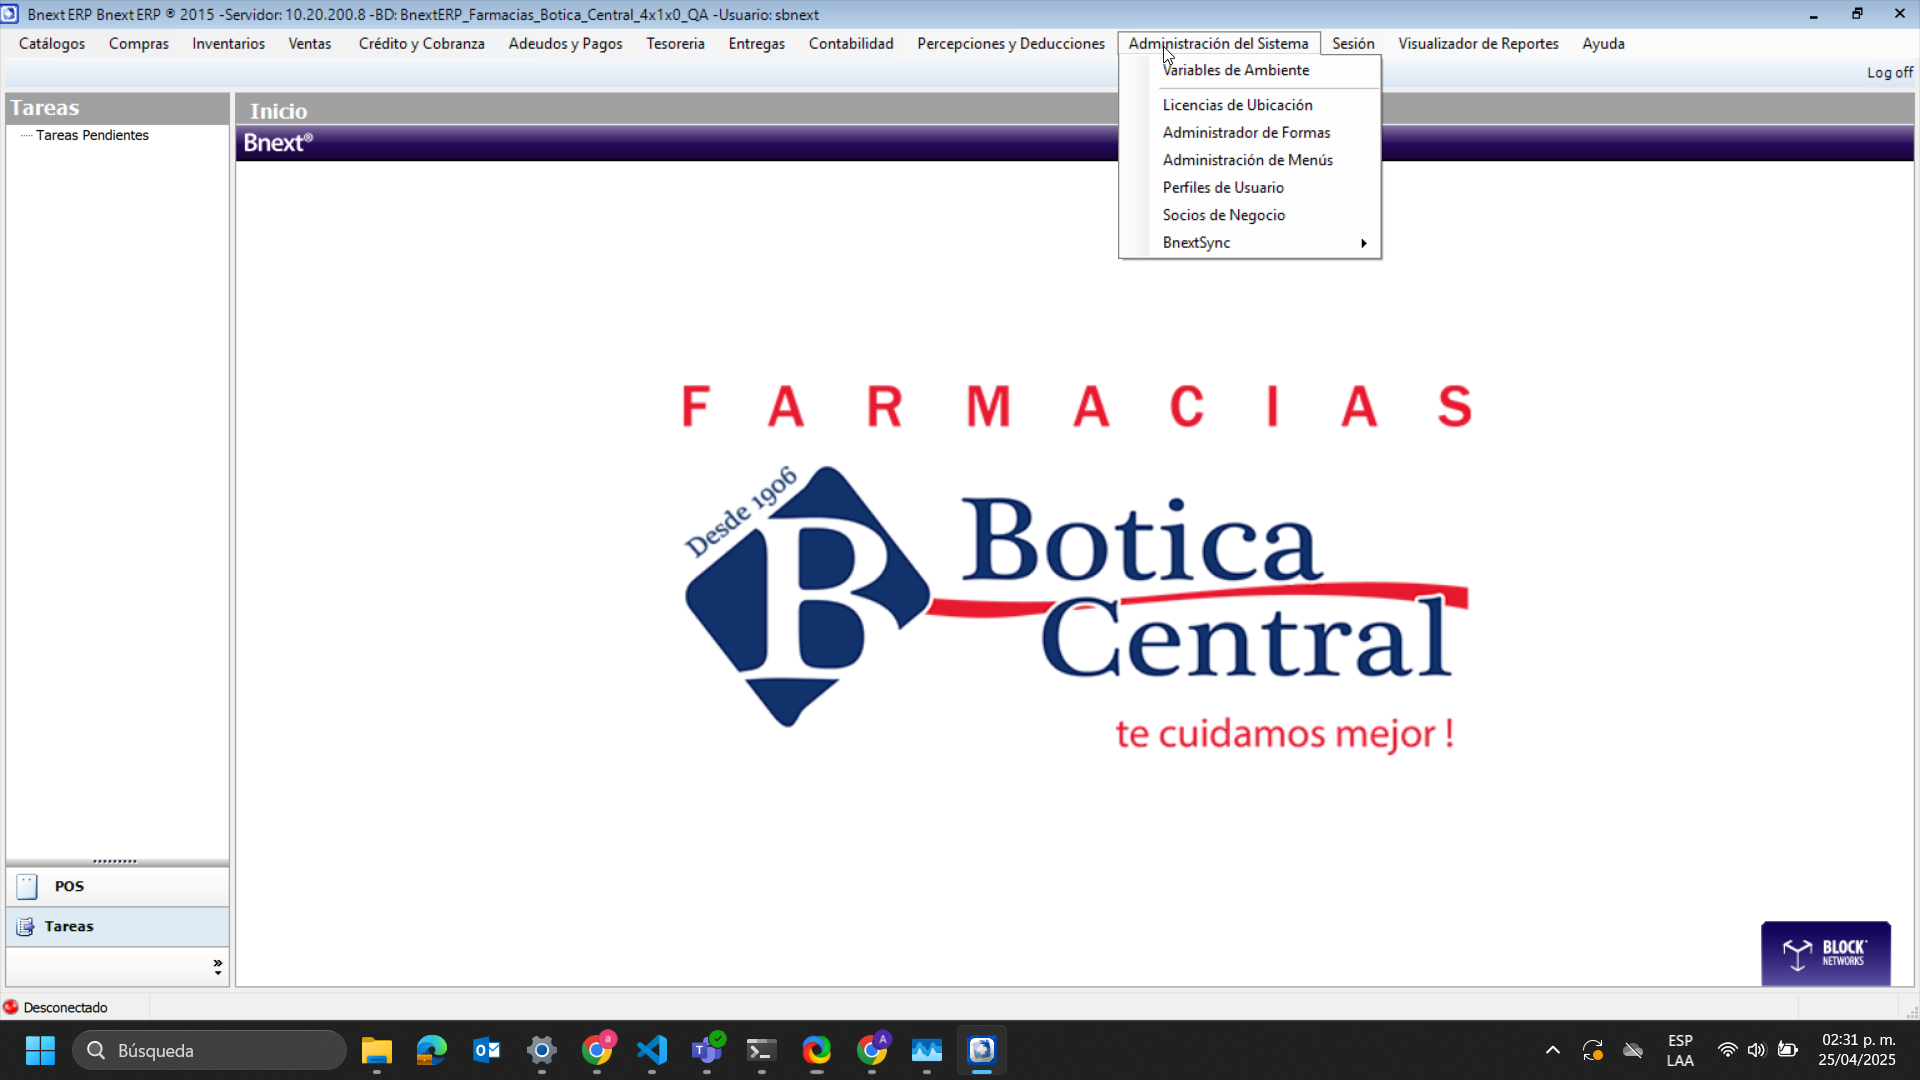 Bnext ERP Bnext ERP ® 2015 -Servidor: 10.20.200.8 -BD: BnextERP_Farmacias_Botica_Central_4x1x0_QA -Usuario: sbnext
Catálogos Compras Inventarios Ventas Crédito y Cobranza Adeudos y Pagos Tesoreria Entregas Contabilidad Percepciones y Deducciones Administración del Sistema Sesión Visualizador de Reportes Ayuda
Log off
Variables de Ambiente
Licencias de Ubicación
Administrador de Formas
Administración de Menús
Perfiles de Usuario
Socios de Negocio
BnextSync
Tareas
Tareas Pendientes
Inicio
Bnext®
FARMACIAS
Desde 1906
B
Botica
Central
te cuidamos mejor !
POS
Tareas
BLOCK
NETWORKS
Desconectado
Búsqueda
ESP
LAA
02:31 p. m.
25/04/2025